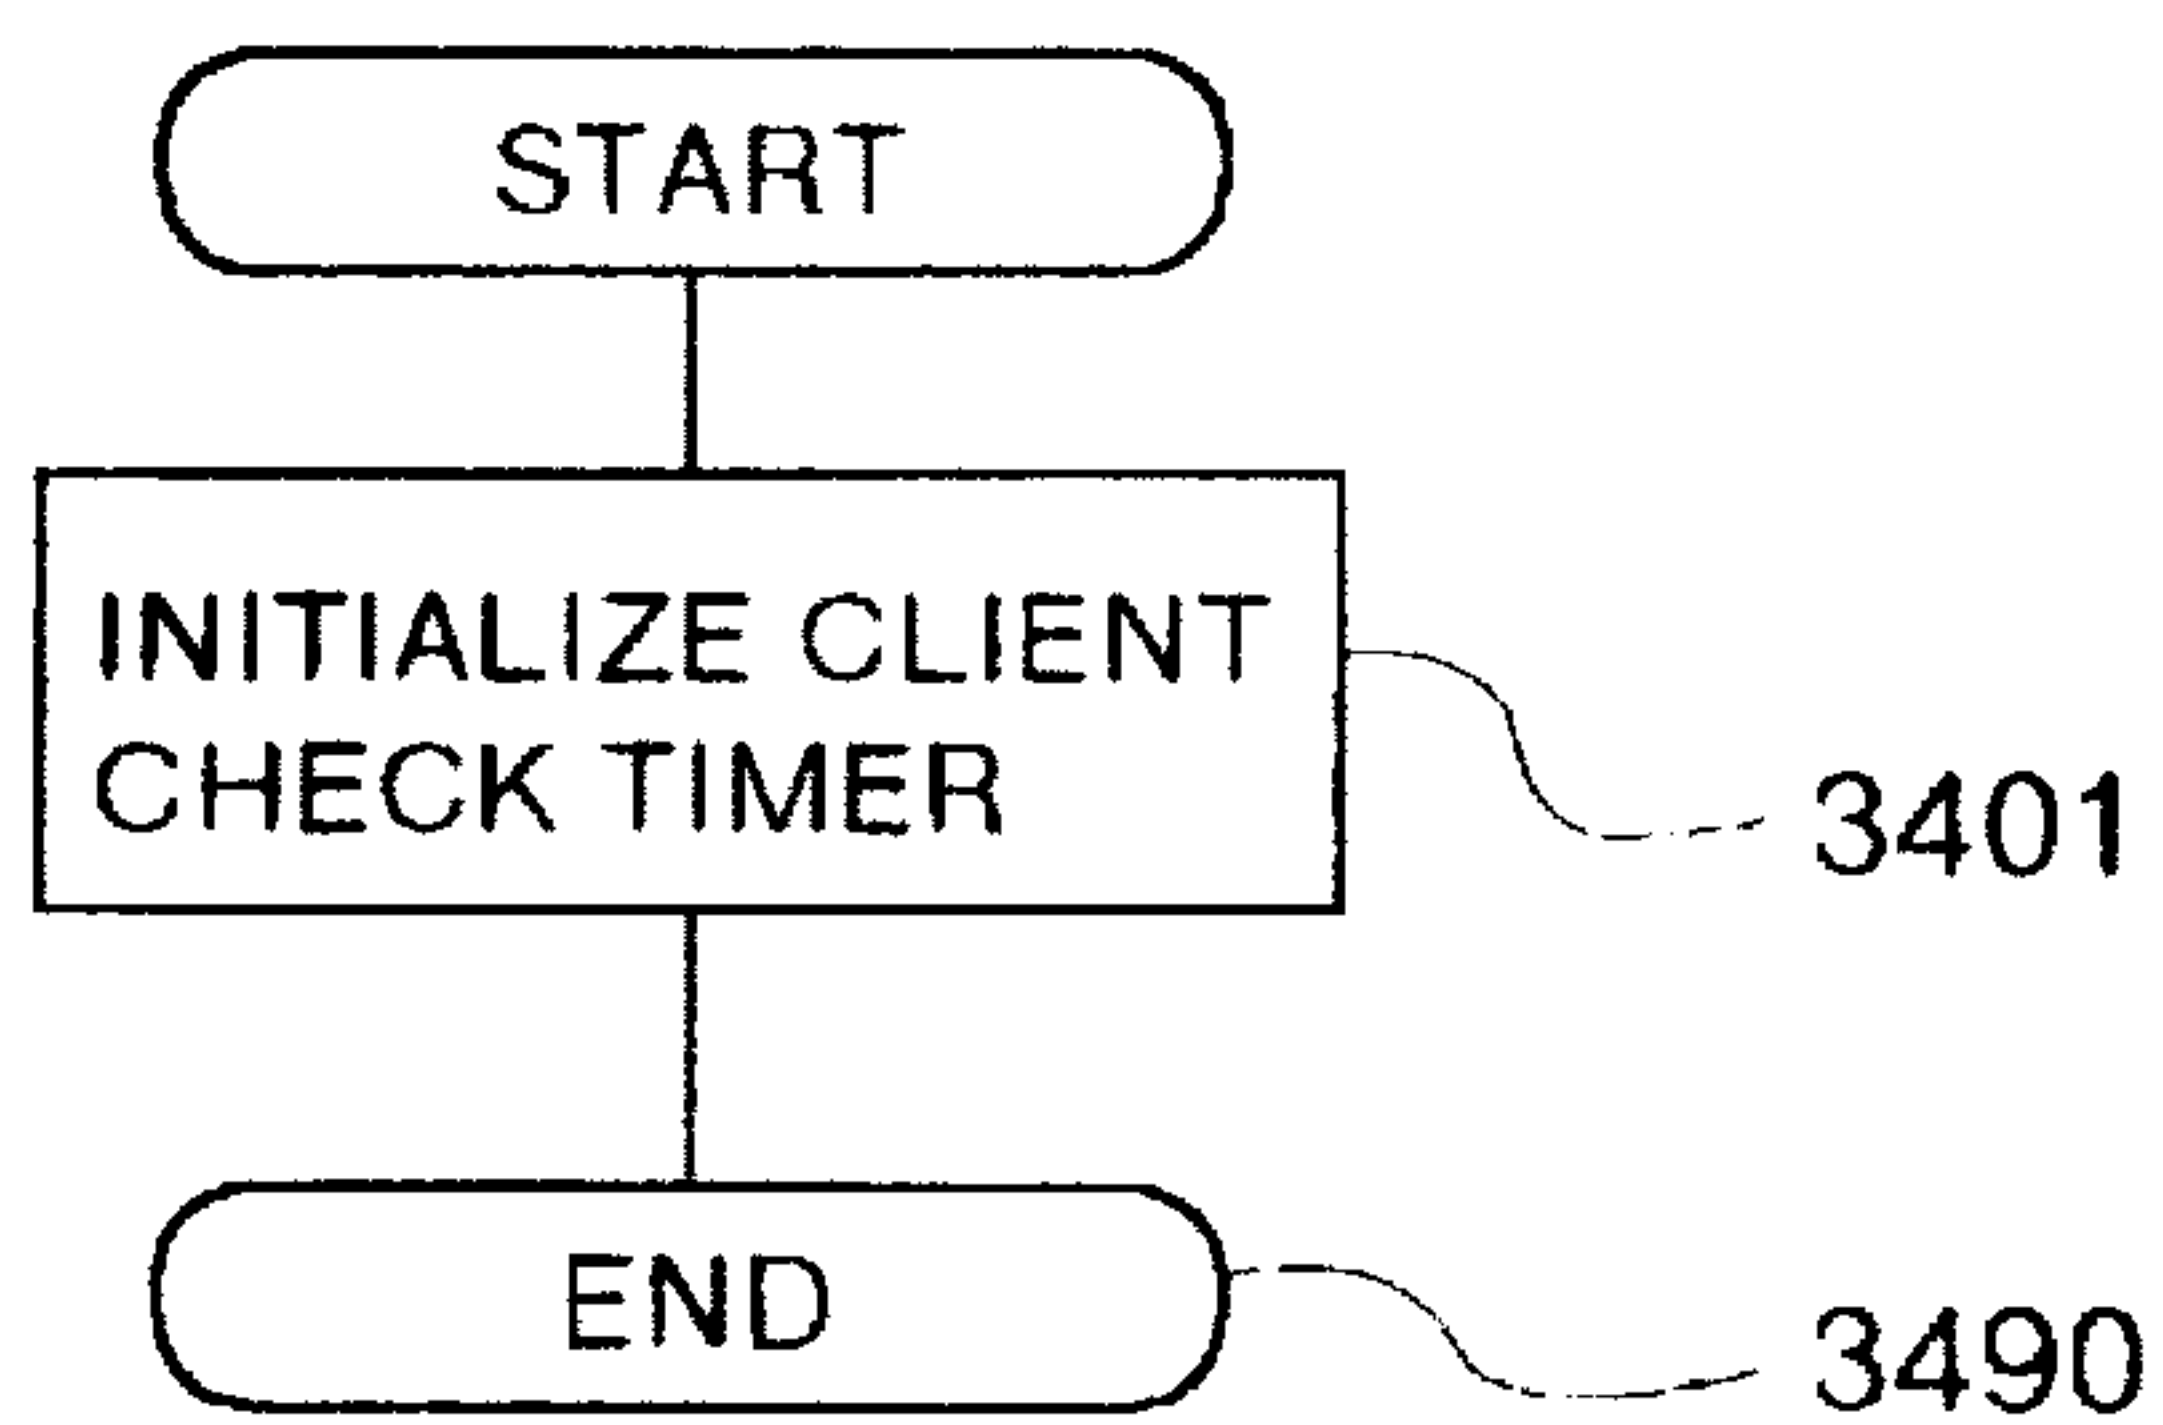 START
INITIALIZE CLIENT
CHECK TIMER
3401
END
3490